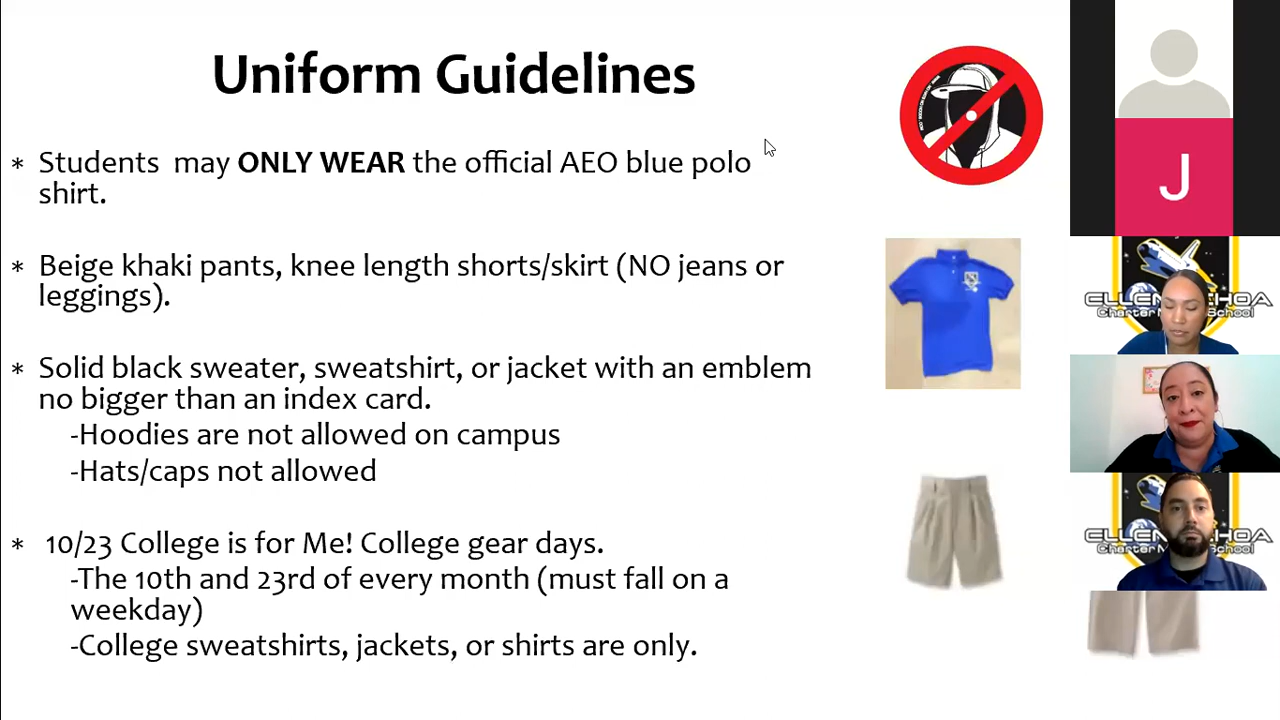 Uniform Guidelines
* Students may ONLY WEAR the official AEO blue polo
shirt.
* Beige khaki pants, knee length shorts/skirt (NO jeans or
leggings).
* Solid black sweater, sweatshirt, or jacket with an emblem
no bigger than an index card.
-Hoodies are not allowed on campus
-Hats/caps not allowed
* 10/23 College is for Me! College gear days.
-The 10th and 23rd of every month (must fall on a
weekday)
-College sweatshirts, jackets, or shirts are only.
J
ELLEN HOA
Charter M School
ELLEN HOA
Charter M School